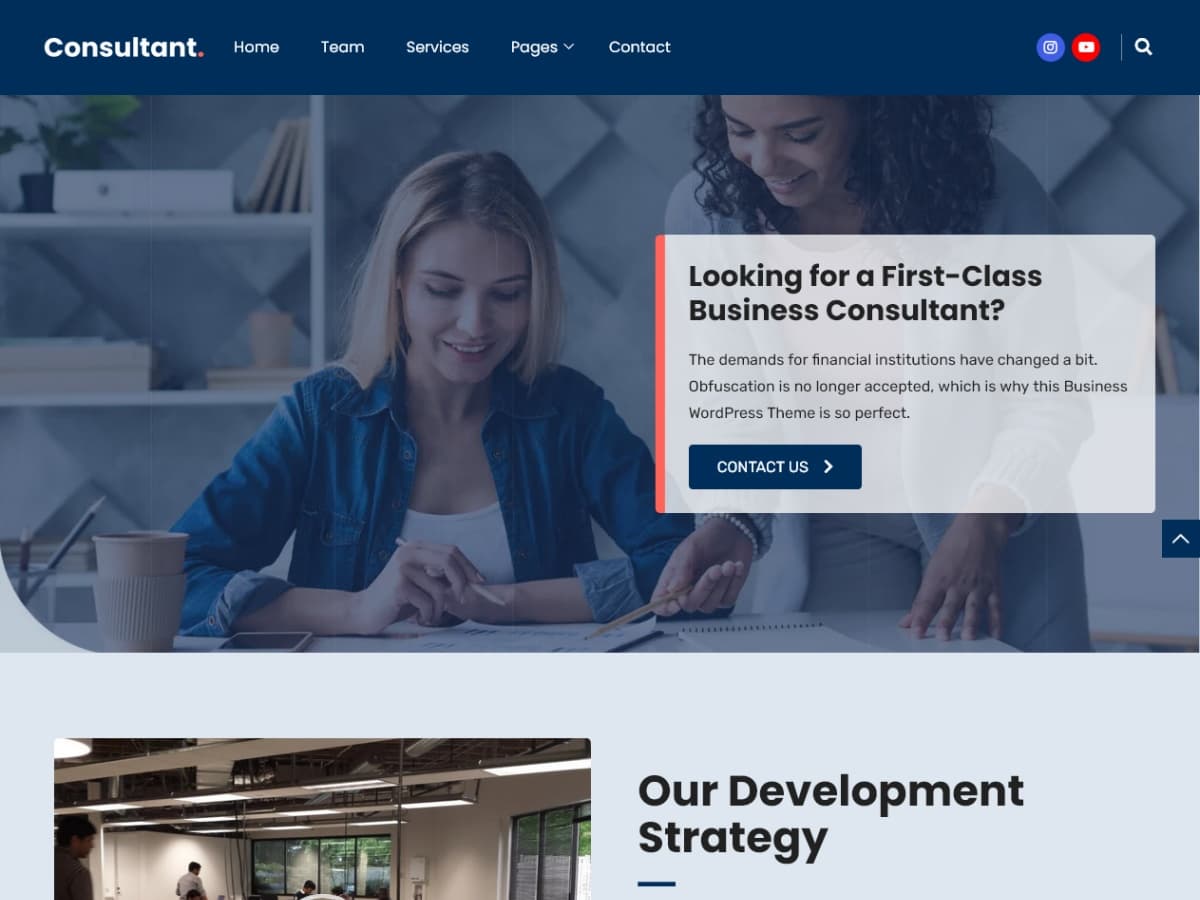 Consultant.
Home
Team
Services
Pages
Contact
Looking for a First-Class
Business Consultant?
The demands for financial institutions have changed a bit.
Obfuscation is no longer accepted, which is why this Business
WordPress Theme is so perfect.
CONTACT US
Our Development
Strategy